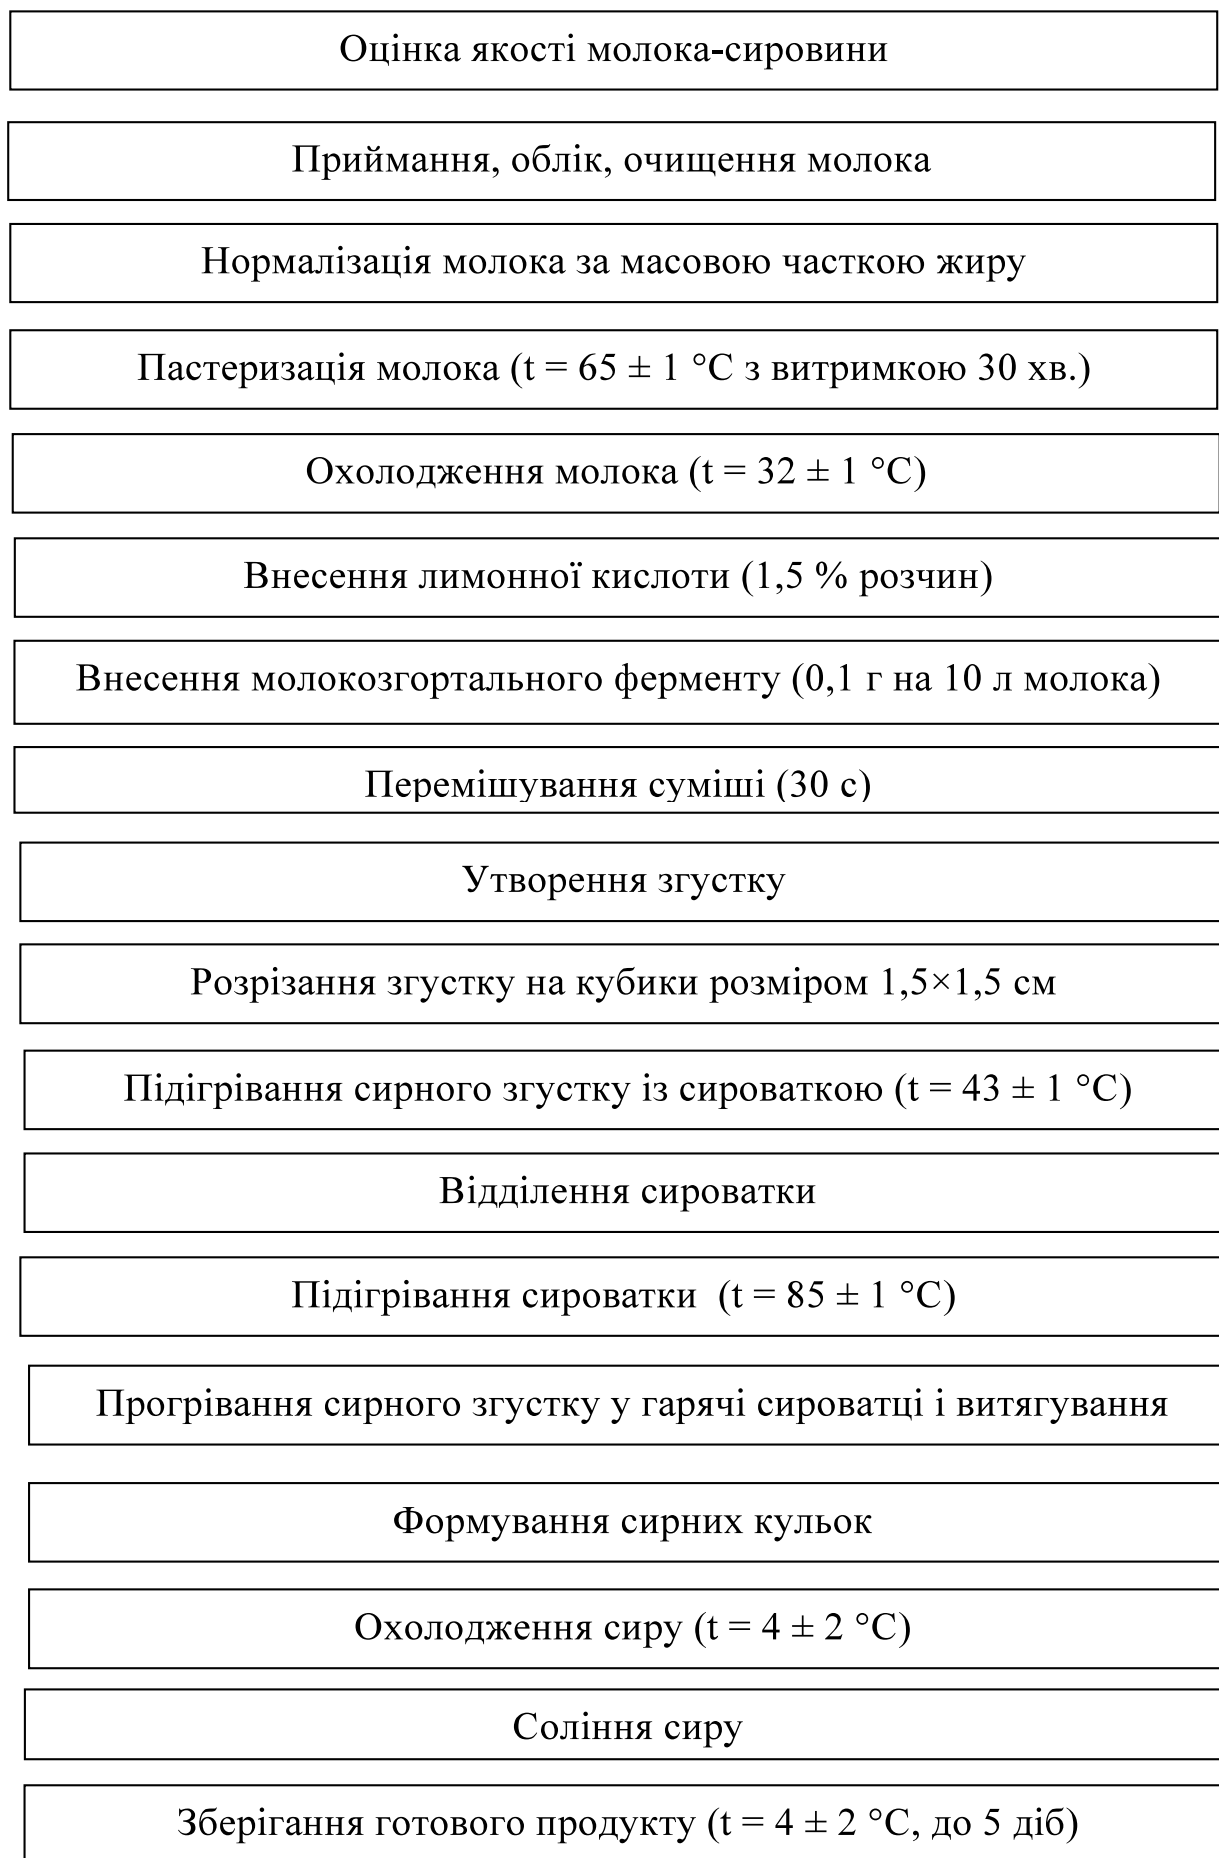 Оцінка якості молока-сировини
Приймання, облік, очищення молока
Нормалізація молока за масовою часткою жиру
Пастеризація молока (t = 65 ± 1 °C з витримкою 30 хв.)
Охолодження молока (t = 32 ± 1 °C)
Внесення лимонної кислоти (1,5 % розчин)
Внесення молокозгортального ферменту (0,1 г на 10 л молока)
Перемішування суміші (30 с)
Утворення згустку
Розрізання згустку на кубики розміром 1,5×1,5 см
Підігрівання сирного згустку із сироваткою (t = 43 ± 1 °C)
Відділення сироватки
Підігрівання сироватки (t = 85 ± 1 °C)
Прогрівання сирного згустку у гарячі сироватці і витягування
Формування сирних кульок
Охолодження сиру (t = 4 ± 2 °C)
Соління сиру
Зберігання готового продукту (t = 4 ± 2 °C, до 5 діб)